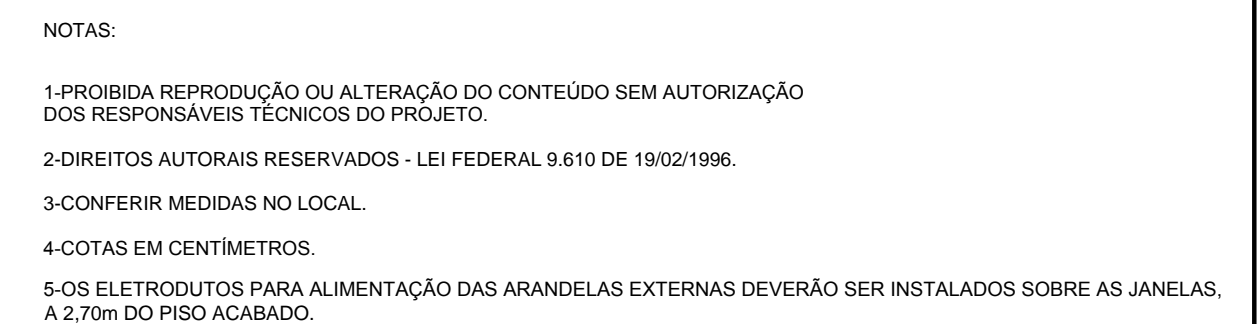 NOTAS:
1-PROIBIDA REPRODUÇÃO OU ALTERAÇÃO DO CONTEÚDO SEM AUTORIZAÇÃO
DOS RESPONSÁVEIS TÉCNICOS DO PROJETO.
2-DIREITOS AUTORAIS RESERVADOS - LEI FEDERAL 9.610 DE 19/02/1996.
3-CONFERIR MEDIDAS NO LOCAL.
4-COTAS EM CENTÍMETROS.
5-OS ELETRODUTOS PARA ALIMENTAÇÃO DAS ARANDELAS EXTERNAS DEVERÃO SER INSTALADOS SOBRE AS JANELAS,
A 2,70m DO PISO ACABADO.